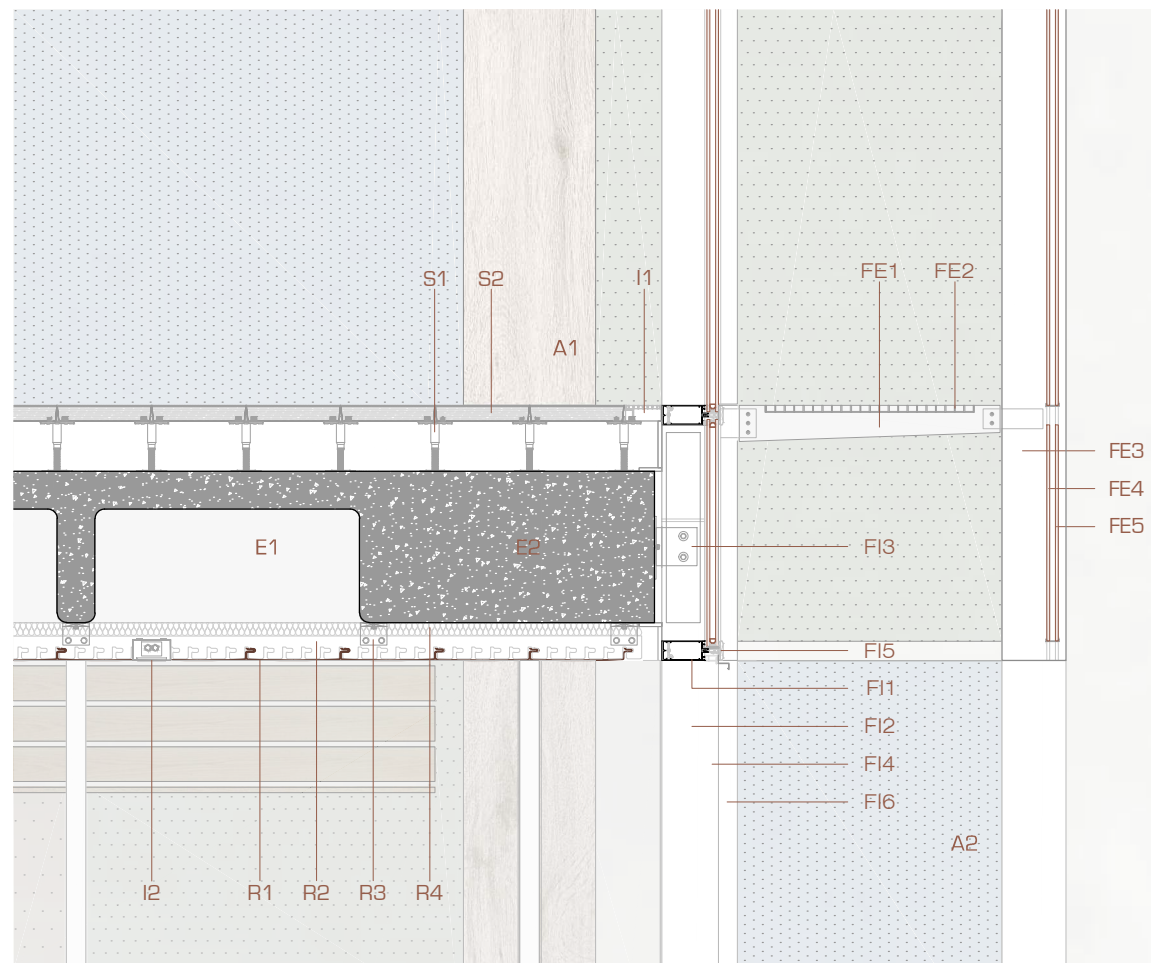 S1 S2 I1 FE1 FE2
A1
FE3
FE4
FE5
E1 E2 FI3
FI5
FI1
FI2
FI4
FI6
A2
I2 R1 R2 R3 R4